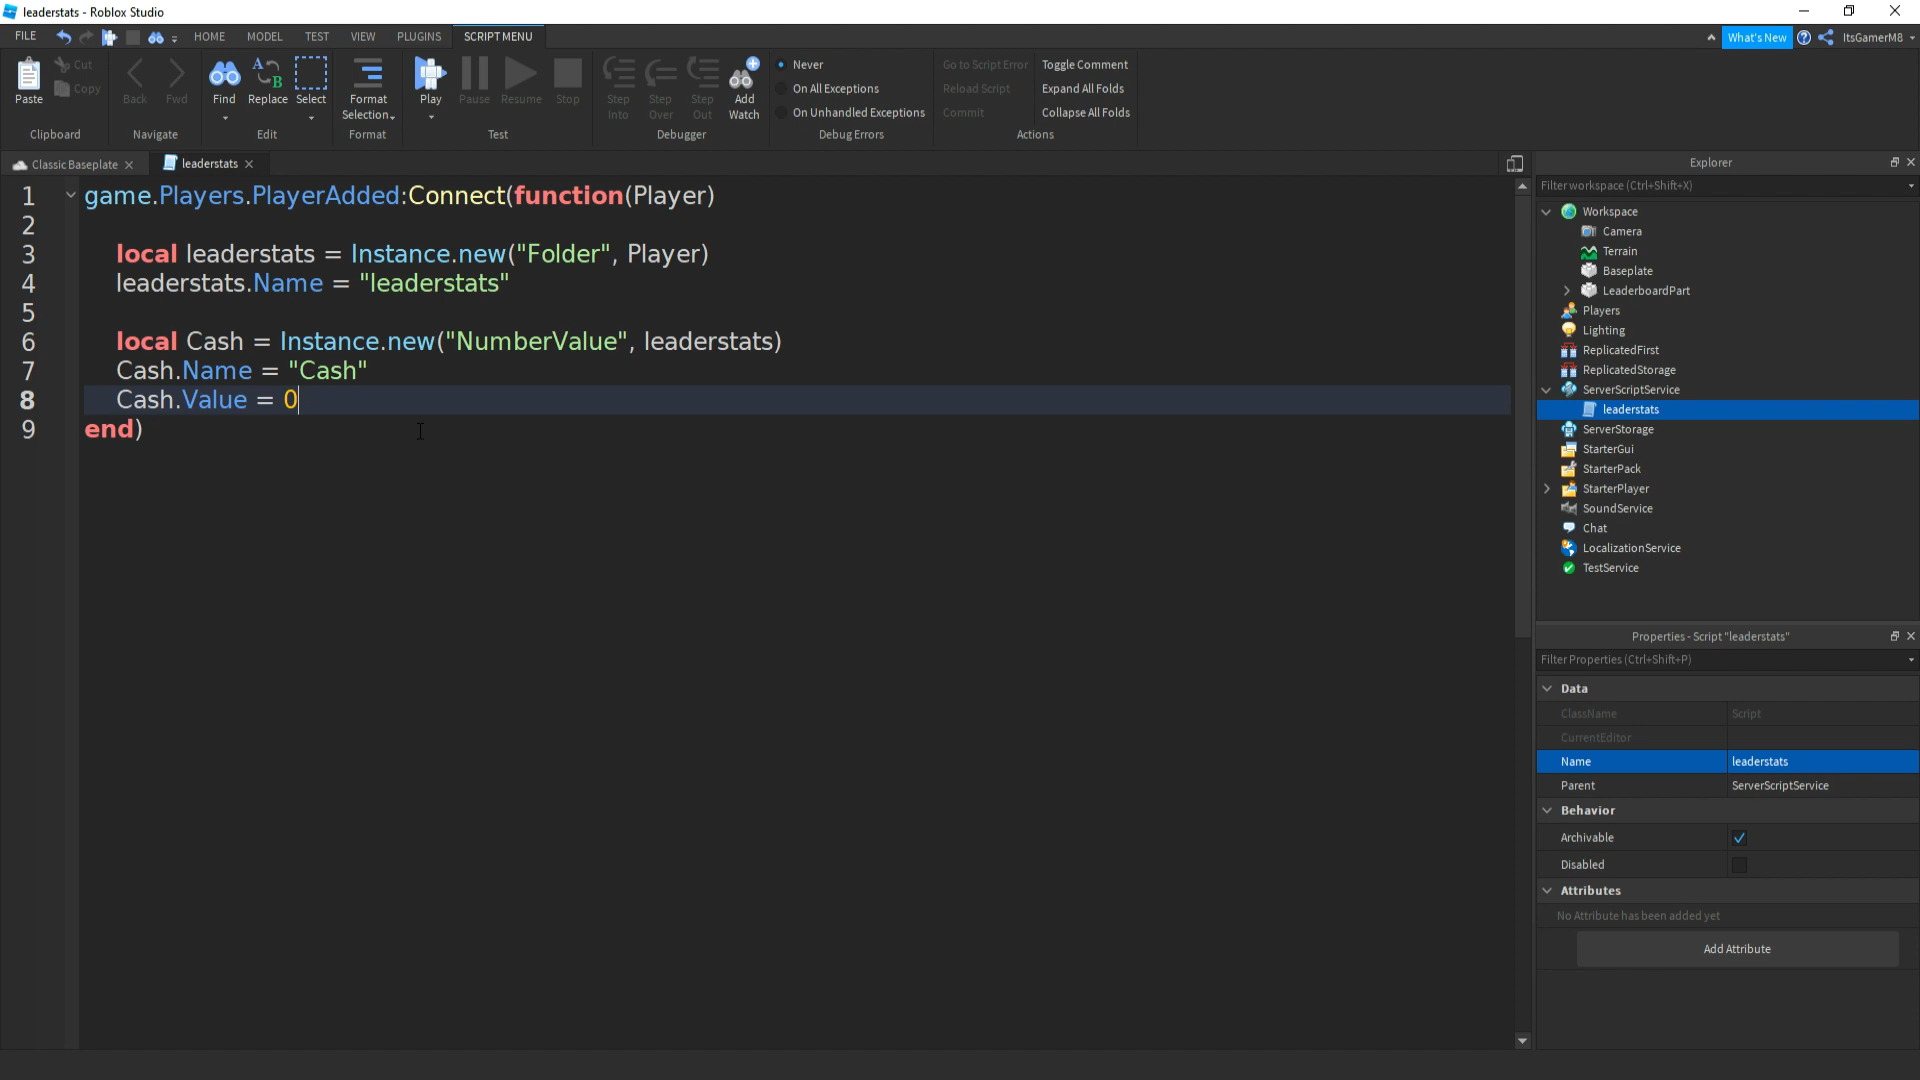 leaderstats - Roblox Studio
FILE HOME MODEL TEST VIEW PLUGINS SCRIPT MENU What's New ItsGamerM8
Paste Cut Copy
Clipboard
Back Fwd
Navigate
Find Replace Select
Edit
Format Selection
Format
Play Pause Resume Stop
Test
Step Into Step Over Step Out Add Watch
Debugger
Never
On All Exceptions
On Unhandled Exceptions
Debug Errors
Go to Script Error Toggle Comment
Reload Script Expand All Folds
Commit Collapse All Folds
Actions
Classic Baseplate leaderstats
1 game.Players.PlayerAdded:Connect(function(Player)
2
3 local leaderstats = Instance.new("Folder", Player)
4 leaderstats.Name = "leaderstats"
5
6 local Cash = Instance.new("NumberValue", leaderstats)
7 Cash.Name = "Cash"
8 Cash.Value = 0
9 end)
Explorer
Filter workspace (Ctrl+Shift+X)
Workspace
Camera
Terrain
Baseplate
LeaderboardPart
Players
Lighting
ReplicatedFirst
ReplicatedStorage
ServerScriptService
leaderstats
ServerStorage
StarterGui
StarterPack
StarterPlayer
SoundService
Chat
LocalizationService
TestService
Properties - Script "leaderstats"
Filter Properties (Ctrl+Shift+P)
Data
ClassName Script
CurrentEditor
Name leaderstats
Parent ServerScriptService
Behavior
Archivable
Disabled
Attributes
No Attribute has been added yet
Add Attribute